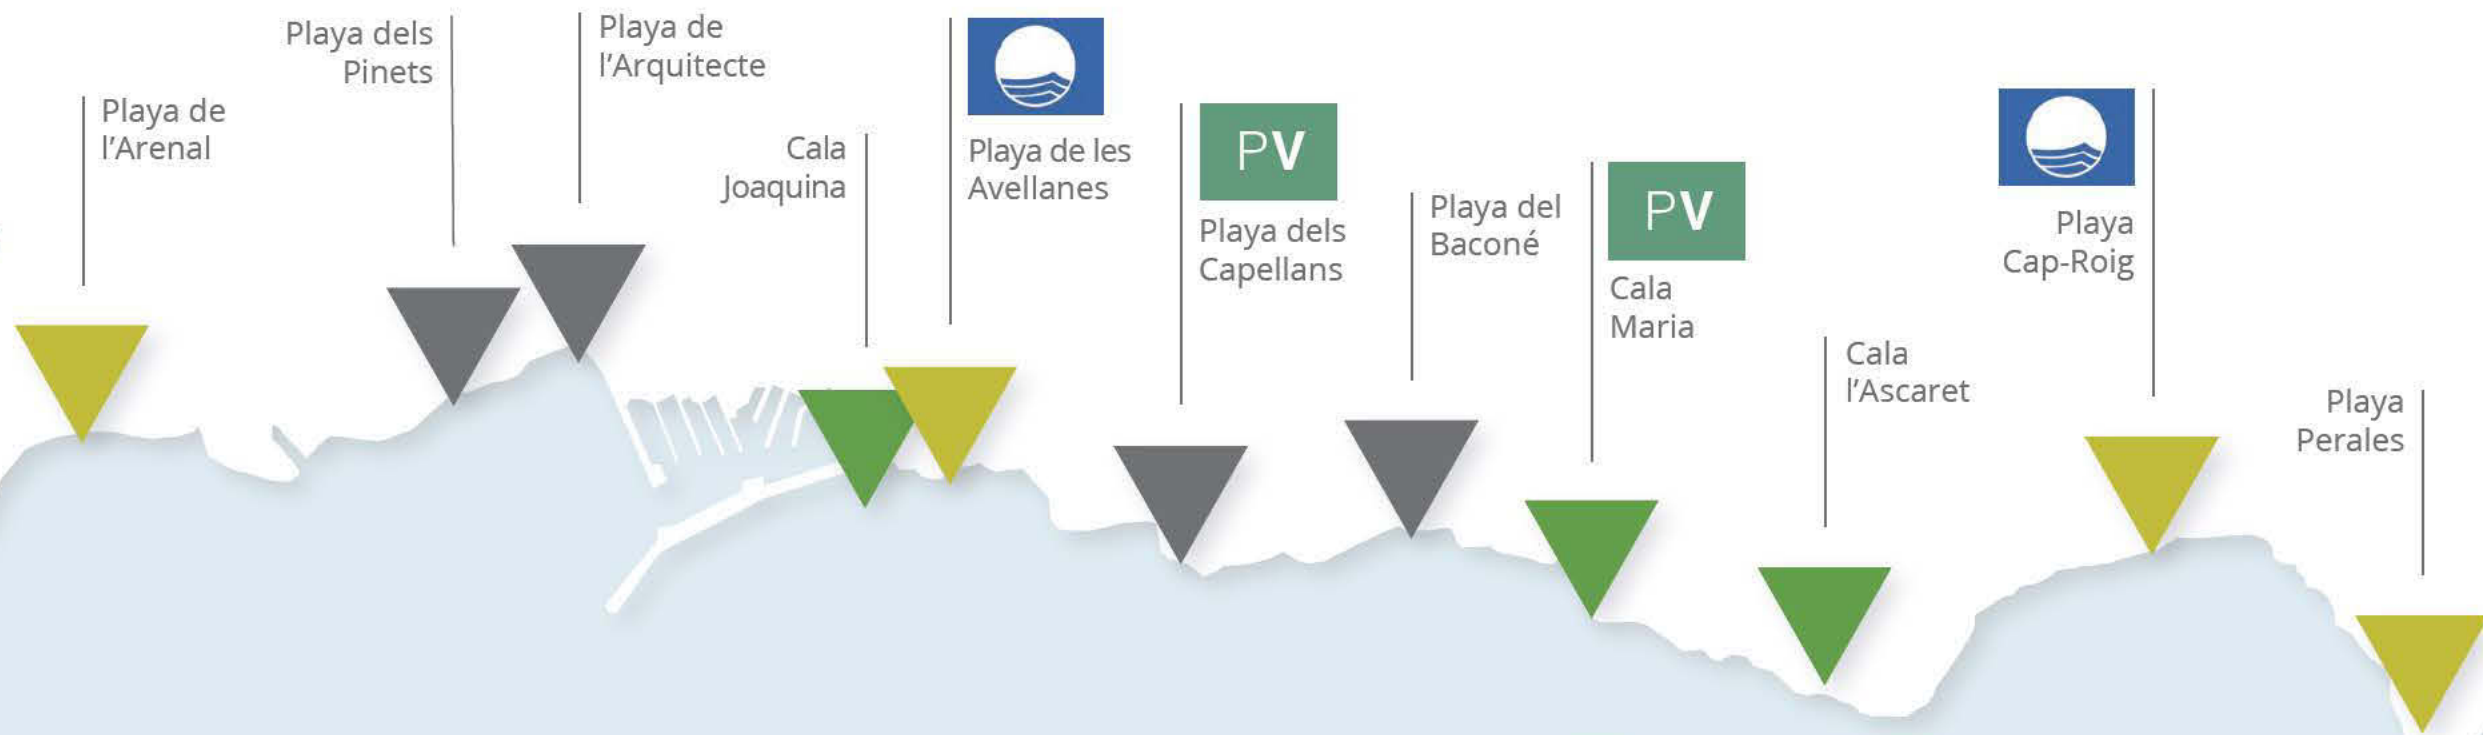 Playa de
l'Arenal
Playa dels
Pinets
Playa de
l'Arquitecte
Cala
Joaquina
Playa de les
Avellanes
PV
Playa dels
Capellans
Playa del
Baconé
PV
Cala
Maria
Cala
l'Ascaret
Playa
Cap-Roig
Playa
Perales